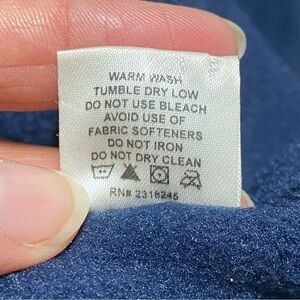 WARM WASH
TUMBLE DRY LOW
DO NOT USE BLEACH
AVOID USE OF
FABRIC SOFTENERS
DO NOT IRON
DO NOT DRY CLEAN
RN# 2318245